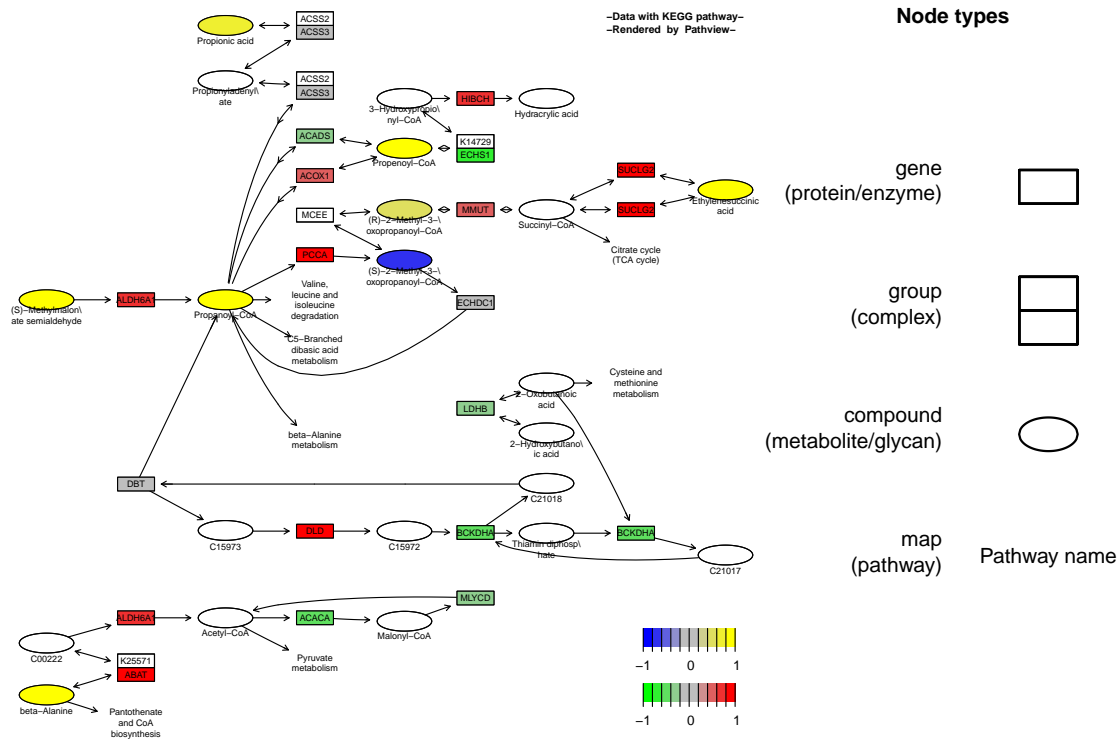 −Data with KEGG pathway−
−Rendered by Pathview−
Node types
ACSS2
ACSS3
Propionic acid
ACSS2
ACSS3
Propionyladenyl\
ate
HIBCH
3−Hydroxypropio\
nyl−CoA
Hydracrylic acid
ACADS
K14729
ECHS1
Propenoyl−CoA
ACOX1
SUCLG2
Ethylenesuccinic
acid
MCEE
(R)−2−Methyl−3−\
oxopropanoyl−CoA
MMUT
Succinyl−CoA
SUCLG2
Citrate cycle
(TCA cycle)
PCCA
(S)−2−Methyl−3−\
oxopropanoyl−CoA
Valine,
leucine and
isoleucine
degradation
(S)−Methylmalon\
ate semialdehyde
ALDH6A1
Propanoyl−CoA
ECHDC1
C5−Branched
dibasic acid
metabolism
Cysteine and
methionine
metabolism
2−Oxobutanoic
acid
LDHB
2−Hydroxybutano\
ic acid
beta−Alanine
metabolism
DBT
C21018
C15973
DLD
C15972
BCKDHA
Thiamin diphosp\
hate
BCKDHA
C21017
MLYCD
ALDH6A1
Acetyl−CoA
ACACA
Malonyl−CoA
C00222
K25571
ABAT
Pyruvate
metabolism
beta−Alanine
Pantothenate
and CoA
biosynthesis
gene
(protein/enzyme)
group
(complex)
compound
(metabolite/glycan)
map
(pathway)
Pathway name
−1 0 1
−1 0 1